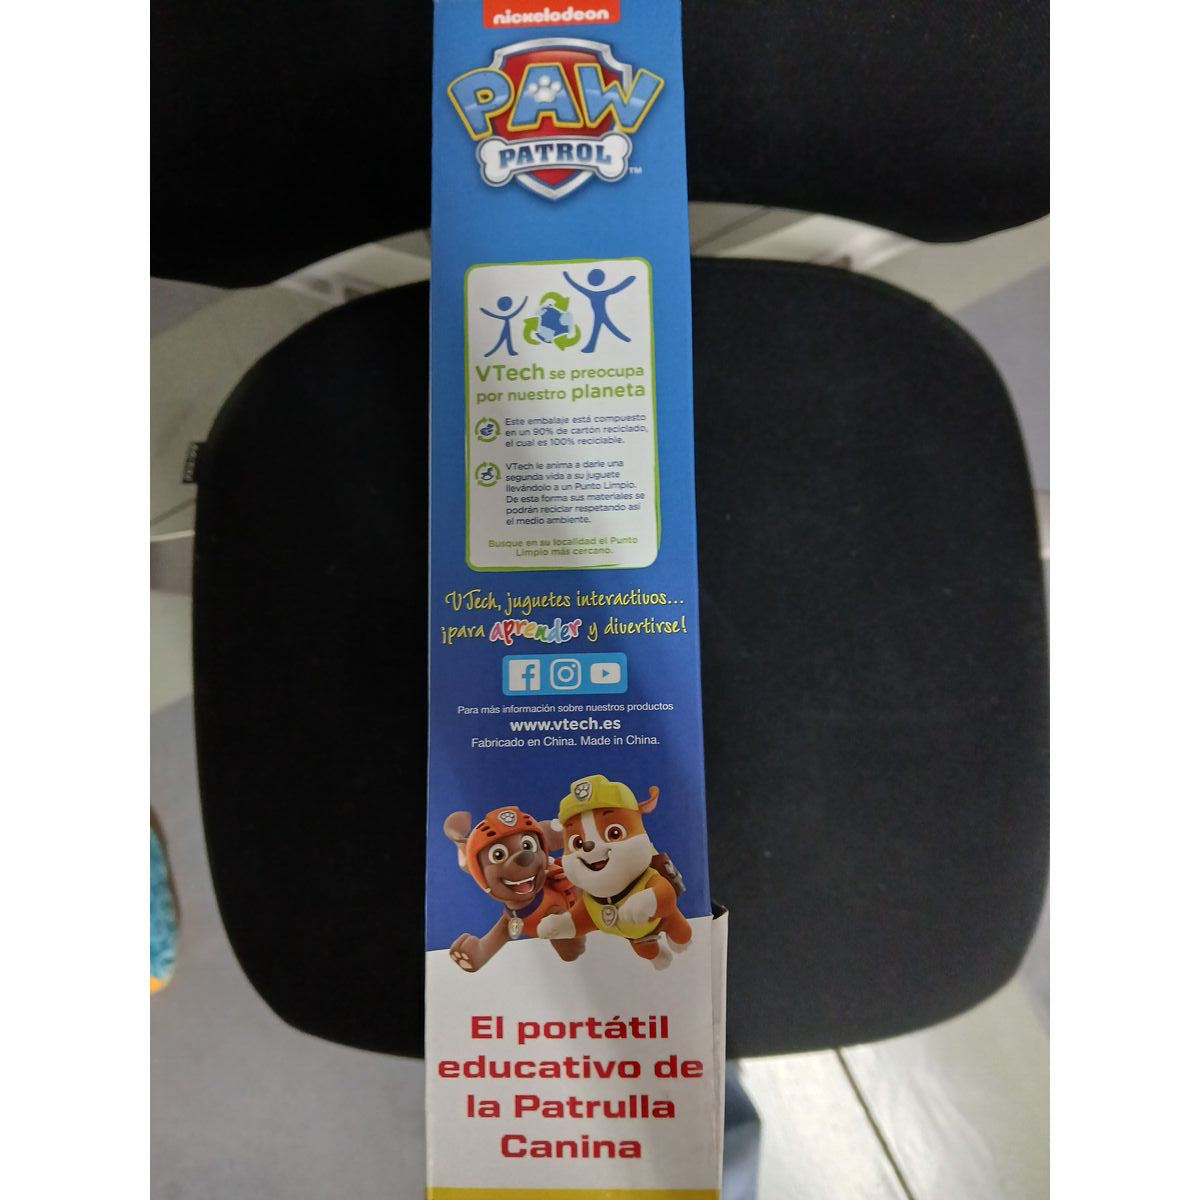 nickelodeon
PAW
PATROL™
VTech se preocupa
por nuestro planeta
Este embalaje está compuesto
en un 90% de cartón reciclado,
el cual es 100% reciclable.
VTech le anima a darle una
segunda vida a su juguete
llevándolo a un Punto Limpio.
De esta forma sus materiales se
podrán reciclar respetando así
el medio ambiente.
Busque en su localidad el Punto
Limpio más cercano.
VTech, juguetes interactivos...
¡para aprender y divertirse!
Para más información sobre nuestros productos
www.vtech.es
Fabricado en China. Made in China.
El portátil
educativo de
la Patrulla
Canina